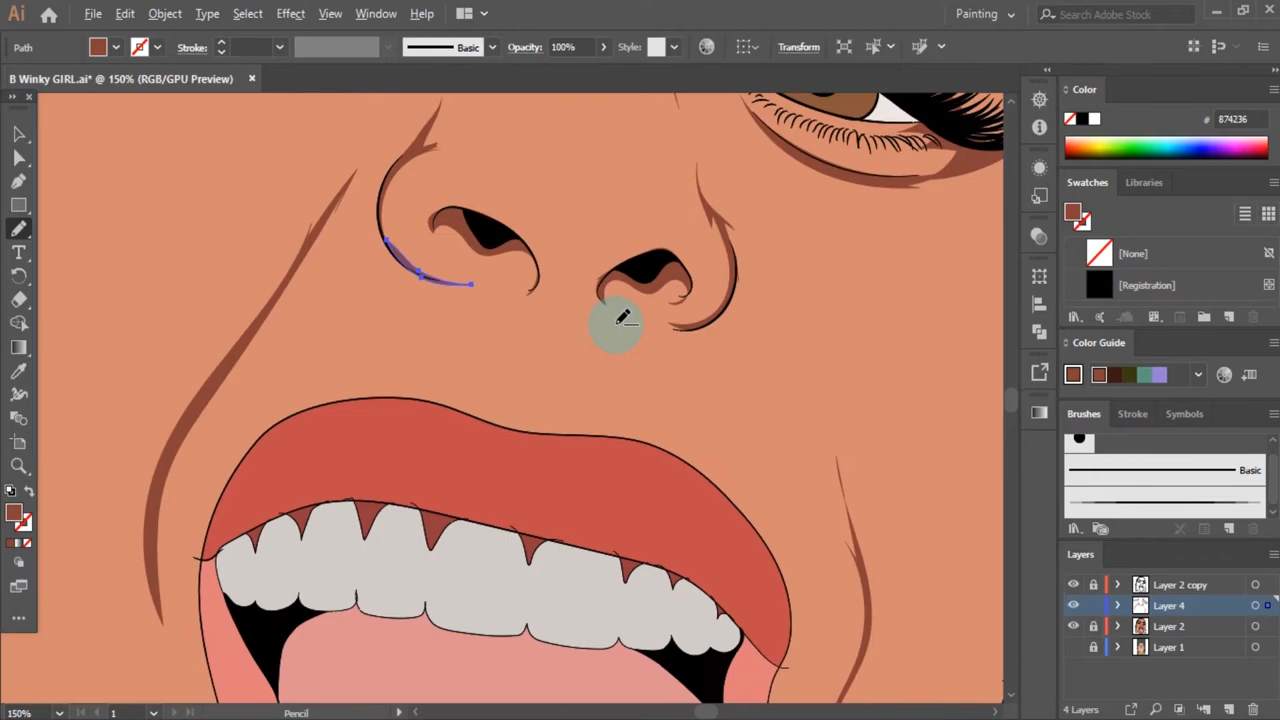 Ai File Edit Object Type Select Effect View Window Help Painting Search Adobe Stock
Path Stroke: Basic Opacity: 100% Style: Transform
B Winky GIRL.ai* @ 150% (RGB/GPU Preview)
Color
# 874236
Swatches Libraries
[None]
[Registration]
Color Guide
Brushes Stroke Symbols
Basic
Layers
Layer 2 copy
Layer 4
Layer 2
Layer 1
4 Layers
150% 1 Pencil